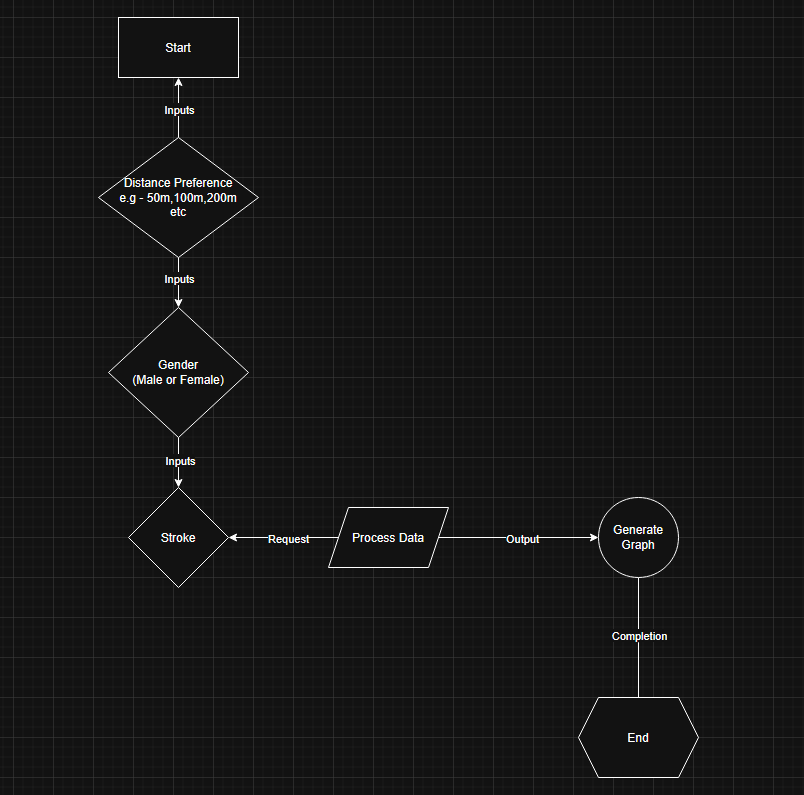 Start
Inputs
Distance Preference
e.g - 50m,100m,200m
etc
Inputs
Gender
(Male or Female)
Inputs
Stroke
Request
Process Data
Output
Generate
Graph
Completion
End